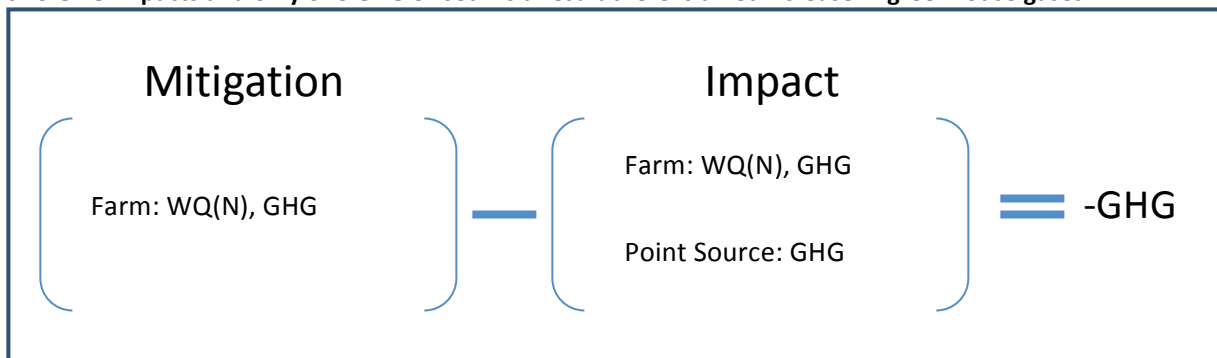 Mitigation Impact
Farm: WQ(N), GHG
Farm: WQ(N), GHG
-GHG
Point Source: GHG